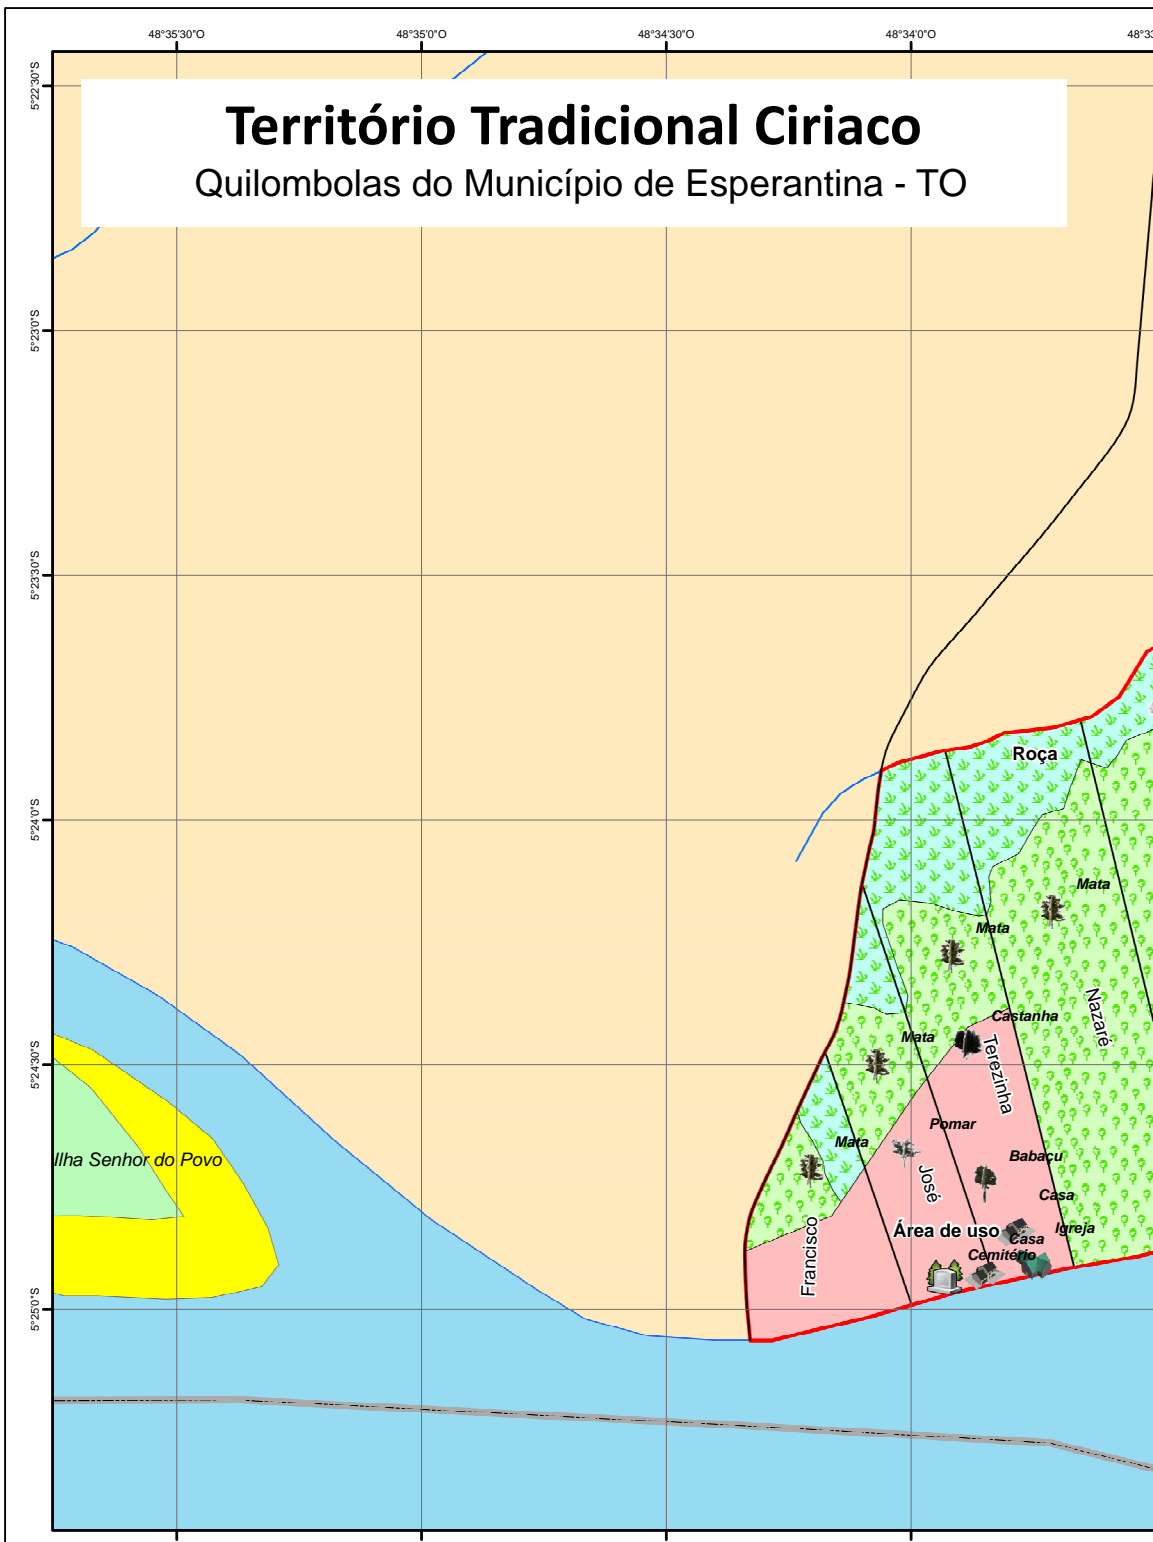 48°35'30"O
48°35'0"O
48°34'30"O
48°34'0"O
5°22'30"S
Território Tradicional Ciriaco
Quilombolas do Município de Esperantina - TO
5°23'0"S
5°23'30"S
Roça
5°24'0"S
Mata
Mata
Nazaré
Castanha
Mata
Terezinha
5°24'30"S
Pomar
Mata
Ilha Senhor do Povo
Babaçu
José
Casa
Francisco
Área de uso
Igreja
Casa
Cemitério
5°25'0"S